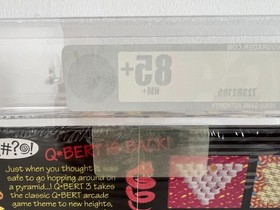 85+
NM+
#?@!
Q*BERT IS BACK!
Just when you thought it
safe to go hopping around on
a pyramid...! Q*BERT 3 takes
the classic Q*BERT arcade
game theme to new heights,